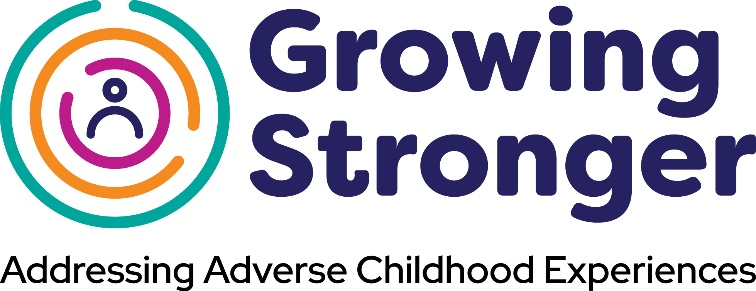 Growing
Stronger
Addressing Adverse Childhood Experiences